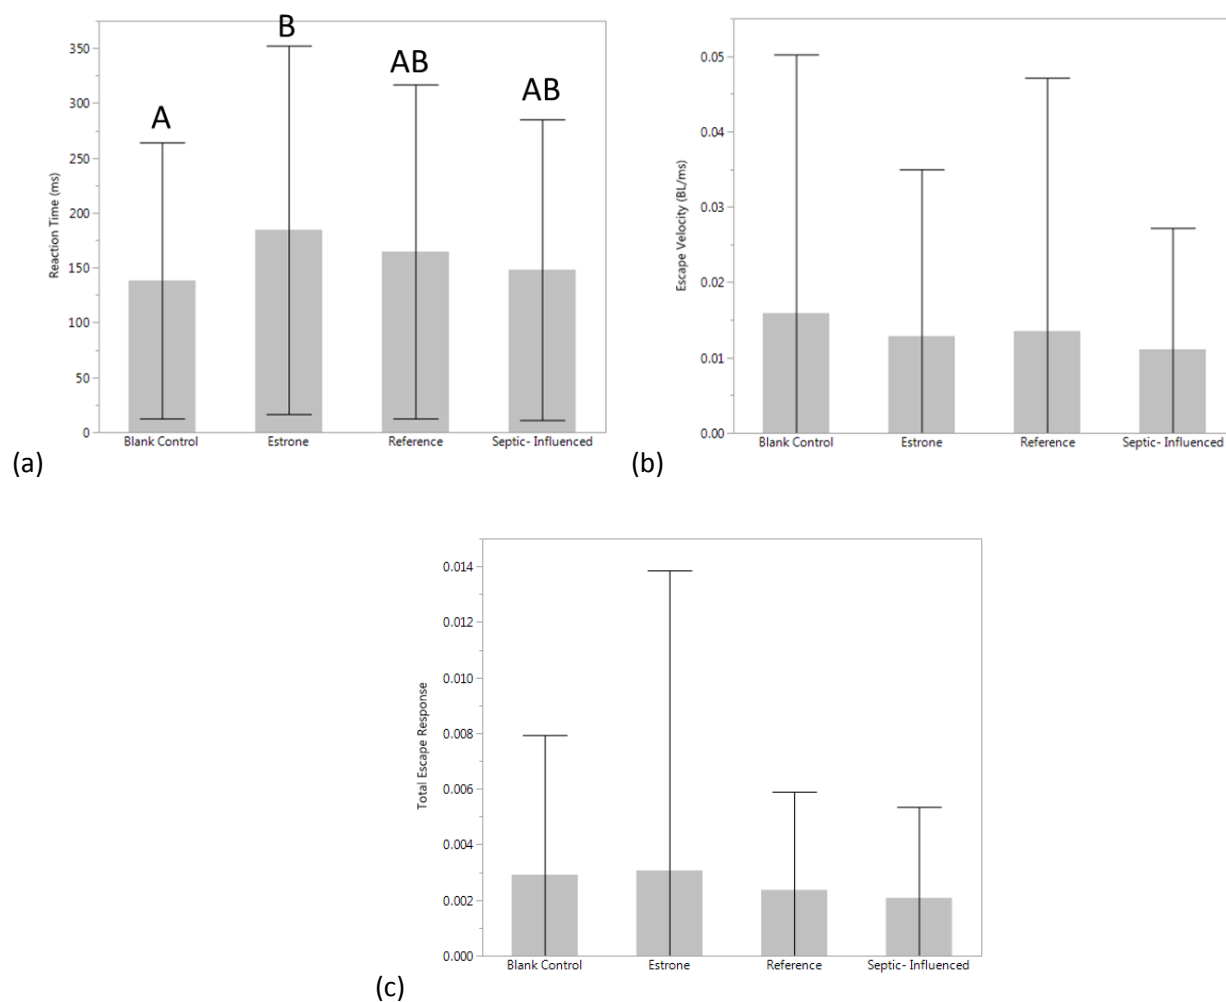 B
AB
AB
A
350
300
250
200
150
100
50
0
Reaction Time (ms)
Blank Control Estrone Reference Septic- Influenced
(a)
0.05
0.04
0.03
0.02
0.01
0.00
Escape Velocity (BL/ms)
Blank Control Estrone Reference Septic- Influenced
(b)
0.014
0.012
0.010
0.008
0.006
0.004
0.002
0.000
Total Escape Response
Blank Control Estrone Reference Septic- Influenced
(c)